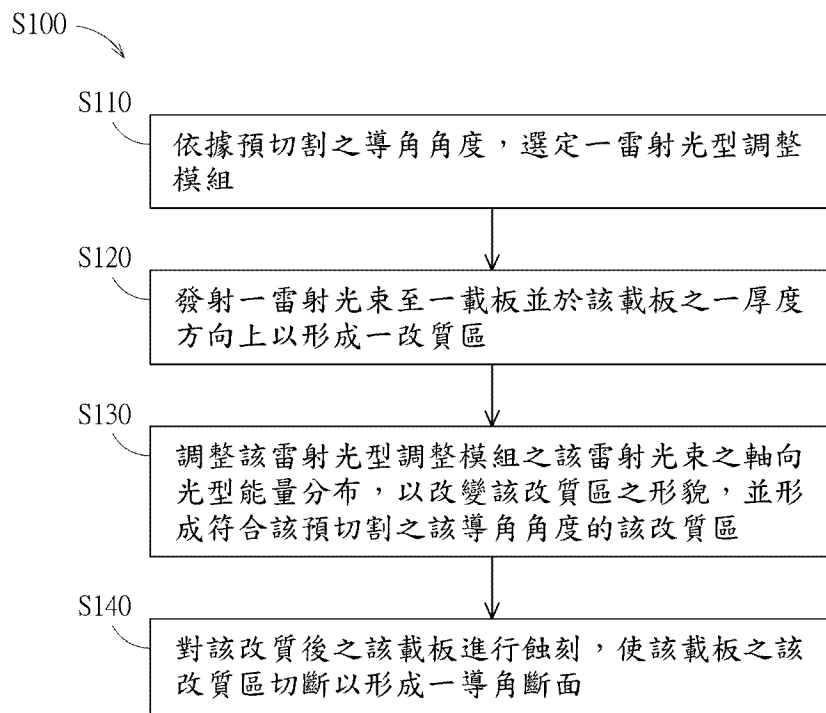 S100
S110
依據預切割之導角角度，選定一雷射光型調整
模組
S120
發射一雷射光束至一載板並於該載板之一厚度
方向上以形成一改質區
S130
調整該雷射光型調整模組之該雷射光束之軸向
光型能量分布，以改變該改質區之形貌，並形
成符合該預切割之該導角角度的該改質區
S140
對該改質後之該載板進行蝕刻，使該載板之該
改質區切斷以形成一導角斷面